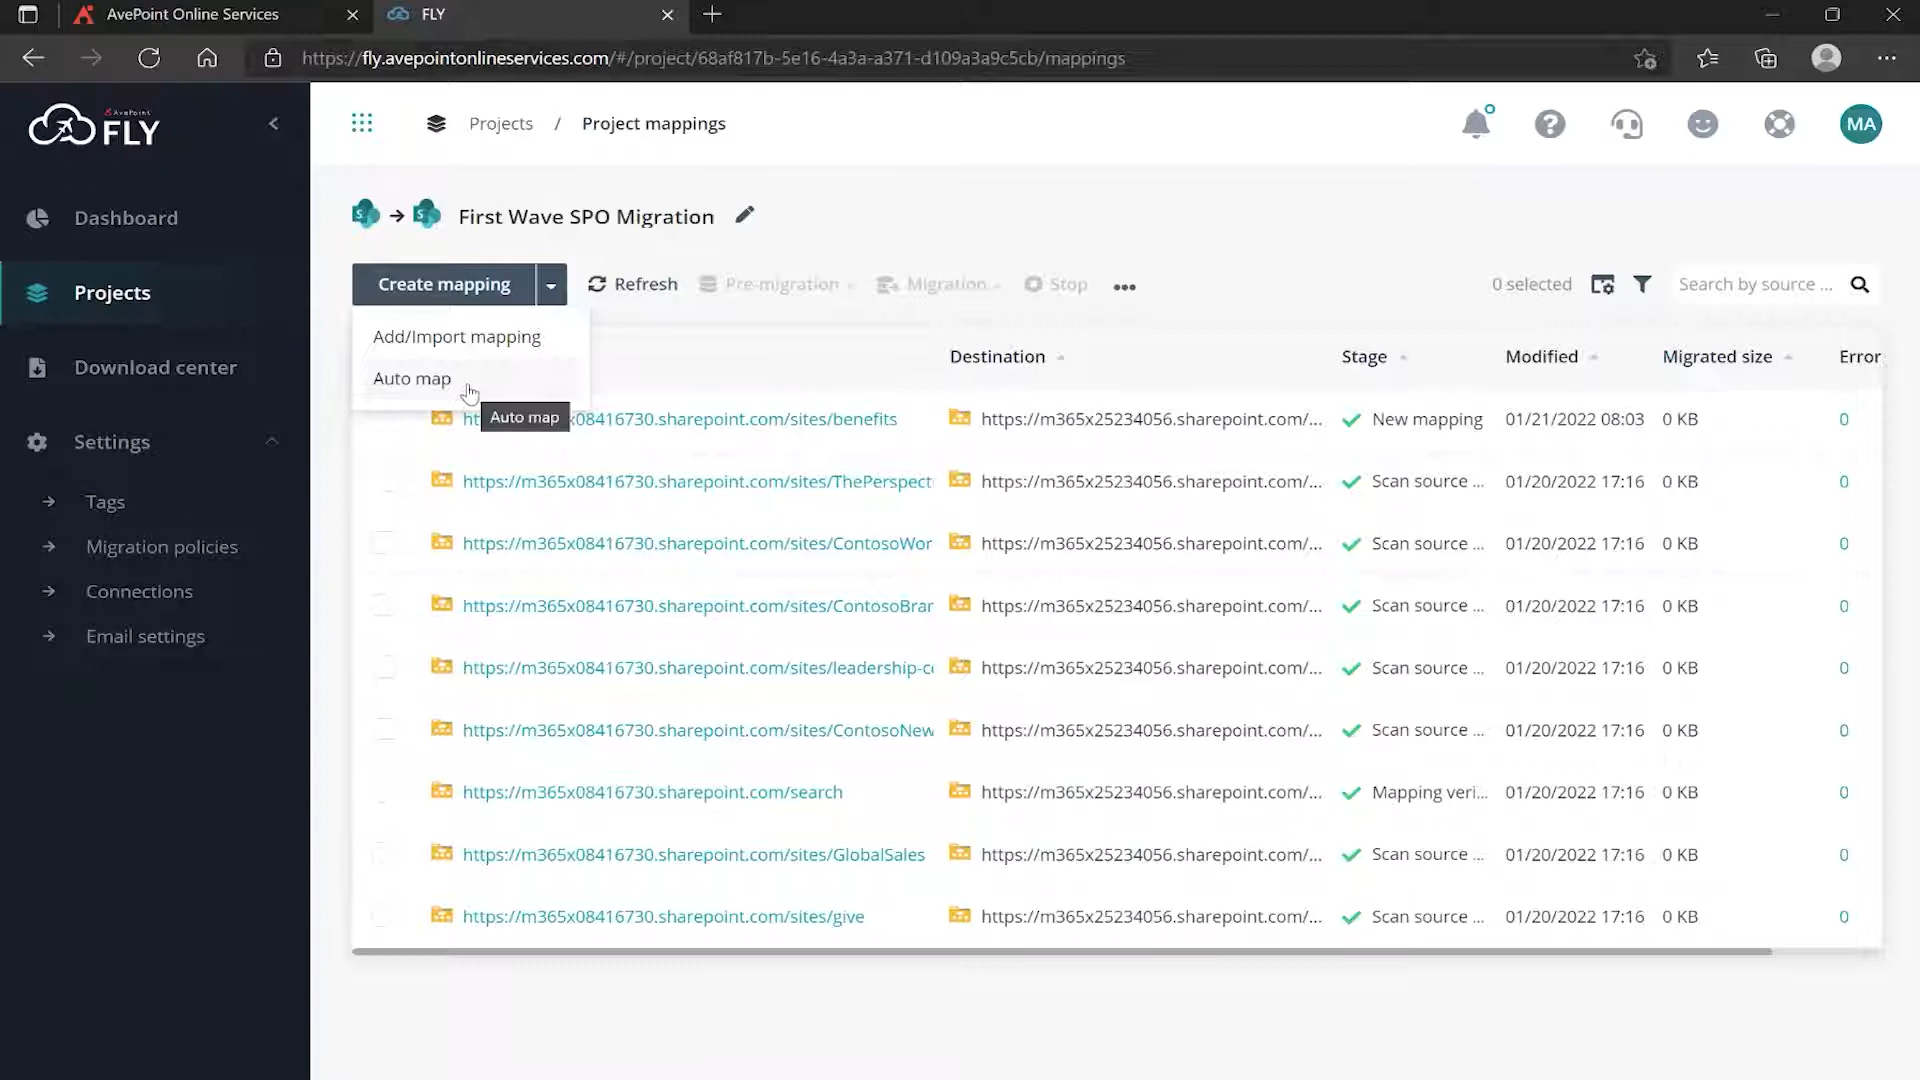 AvePoint Online Services
FLY
https://fly.avepointonlineservices.com/#/project/68af817b-5e16-4a3a-a371-d109a3a9c5cb/mappings
AvePoint
FLY
Projects / Project mappings
MA
Dashboard
Projects
Download center
Settings
Tags
Migration policies
Connections
Email settings
First Wave SPO Migration
Create mapping
Refresh
Pre-migration
Migration
Stop
0 selected
Search by source ...
Add/Import mapping
Auto map
Auto map
Destination
Stage
Modified
Migrated size
Error
ht x08416730.sharepoint.com/sites/benefits https://m365x25234056.sharepoint.com/... New mapping 01/21/2022 08:03 0 KB 0
https://m365x08416730.sharepoint.com/sites/ThePerspect https://m365x25234056.sharepoint.com/... Scan source ... 01/20/2022 17:16 0 KB 0
https://m365x08416730.sharepoint.com/sites/ContosoWor https://m365x25234056.sharepoint.com/... Scan source ... 01/20/2022 17:16 0 KB 0
https://m365x08416730.sharepoint.com/sites/ContosoBrar https://m365x25234056.sharepoint.com/... Scan source ... 01/20/2022 17:16 0 KB 0
https://m365x08416730.sharepoint.com/sites/leadership-c https://m365x25234056.sharepoint.com/... Scan source ... 01/20/2022 17:16 0 KB 0
https://m365x08416730.sharepoint.com/sites/ContosoNew https://m365x25234056.sharepoint.com/... Scan source ... 01/20/2022 17:16 0 KB 0
https://m365x08416730.sharepoint.com/search https://m365x25234056.sharepoint.com/... Mapping veri... 01/20/2022 17:16 0 KB 0
https://m365x08416730.sharepoint.com/sites/GlobalSales https://m365x25234056.sharepoint.com/... Scan source ... 01/20/2022 17:16 0 KB 0
https://m365x08416730.sharepoint.com/sites/give https://m365x25234056.sharepoint.com/... Scan source ... 01/20/2022 17:16 0 KB 0